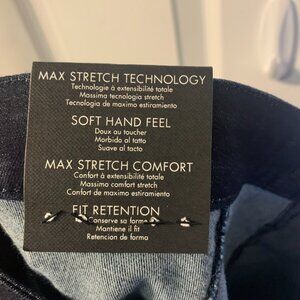 MAX STRETCH TECHNOLOGY
Technologie à extensibilité totale
Massima tecnologia stretch
Tecnologia de maximo estiramiento
SOFT HAND FEEL
Doux au toucher
Morbido al tatto
Suave al tacto
MAX STRETCH COMFORT
Confort à extensibilité totale
Massimo comfort stretch
Confort de maximo estiramiento
FIT RETENTION
Conserve sa forme
Mantiene il fit
Retencion de forma